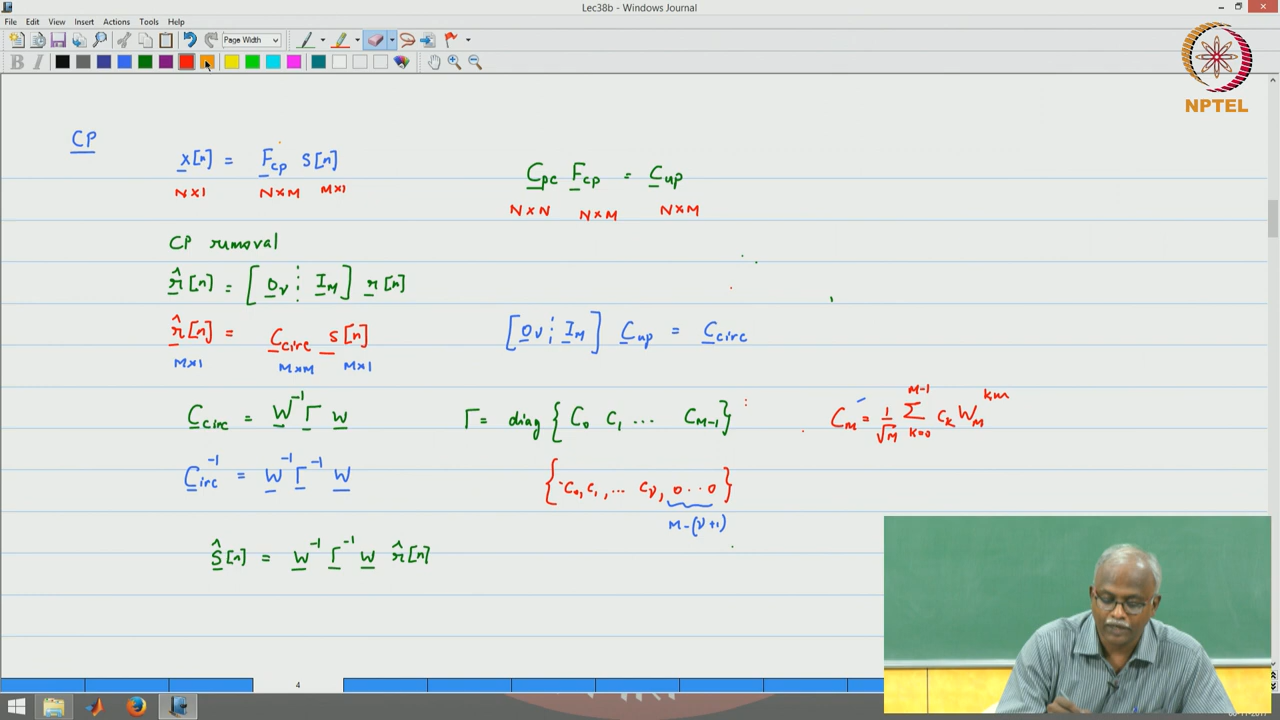 Lec38b - Windows Journal
File Edit View Insert Actions Tools Help
Page Width
NPTEL
CP
x[n] = F_cp s[n]
N×1 N×M M×1
C_pc F_cp = C_up
N×N N×M N×M
CP removal
r̂[n] = [0_ν ⋮ I_M] r[n]
r̂[n] = C_circ s[n]
M×1 M×M M×1
[0_ν ⋮ I_M] C_up = C_circ
C_circ = W^-1 Γ W
Γ = diag {C_0 C_1 ... C_M-1}
C_M = 1/√M Σ_{k=0}^{M-1} c_k W_M^{km}
C_irc^-1 = W^-1 Γ^-1 W
{c_0, c_1, ... c_ν, 0..0}
M-(ν+1)
ŝ[n] = W^-1 Γ^-1 W r̂[n]
4